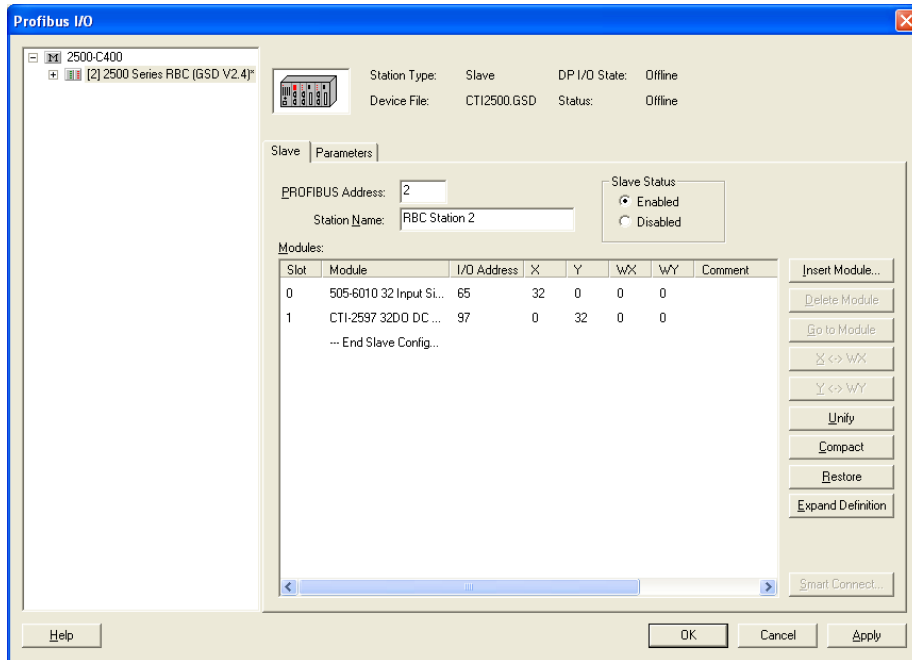 Profibus I/O
2500-C400
[2] 2500 Series RBC (GSD V2.4)*
Station Type: Slave DP I/O State: Offline
Device File: CTI2500.GSD Status: Offline
Slave Parameters
PROFIBUS Address: 2
Station Name: RBC Station 2
Slave Status
Enabled
Disabled
Modules:
Slot Module I/O Address X Y WX WY Comment
0 505-6010 32 Input Si... 65 32 0 0 0
1 CTI-2597 32DO DC ... 97 0 32 0 0
--- End Slave Config...
Insert Module...
Delete Module
Go to Module
X <-> WX
Y <-> WY
Unify
Compact
Restore
Expand Definition
Smart Connect...
Help OK Cancel Apply